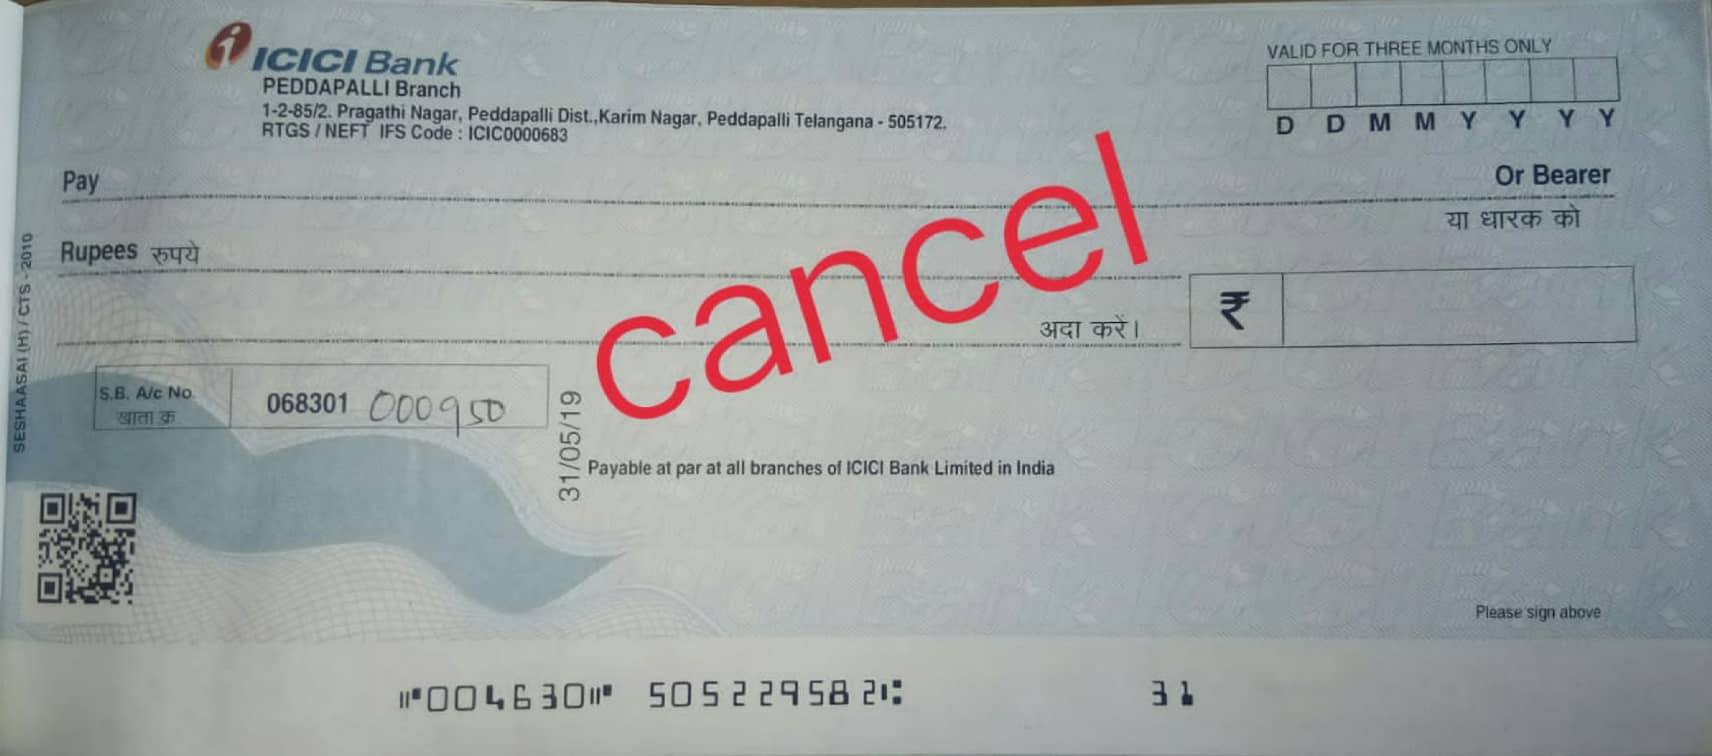 ICICI Bank
PEDDAPALLI Branch
1-2-85/2. Pragathi Nagar, Peddapalli Dist.,Karim Nagar, Peddapalli Telangana - 505172.
RTGS / NEFT IFS Code : ICIC0000683
VALID FOR THREE MONTHS ONLY
D D M M Y Y Y Y
Pay
Or Bearer
या धारक को
Rupees रुपये
cancel
अदा करें।
₹
S.B. A/c No.
खाता क्र
068301 000950
31/05/19
Payable at par at all branches of ICICI Bank Limited in India
SESHAASAI (H) / CTS - 2010
Please sign above
⑈004630⑈ 505229582⑆ 31